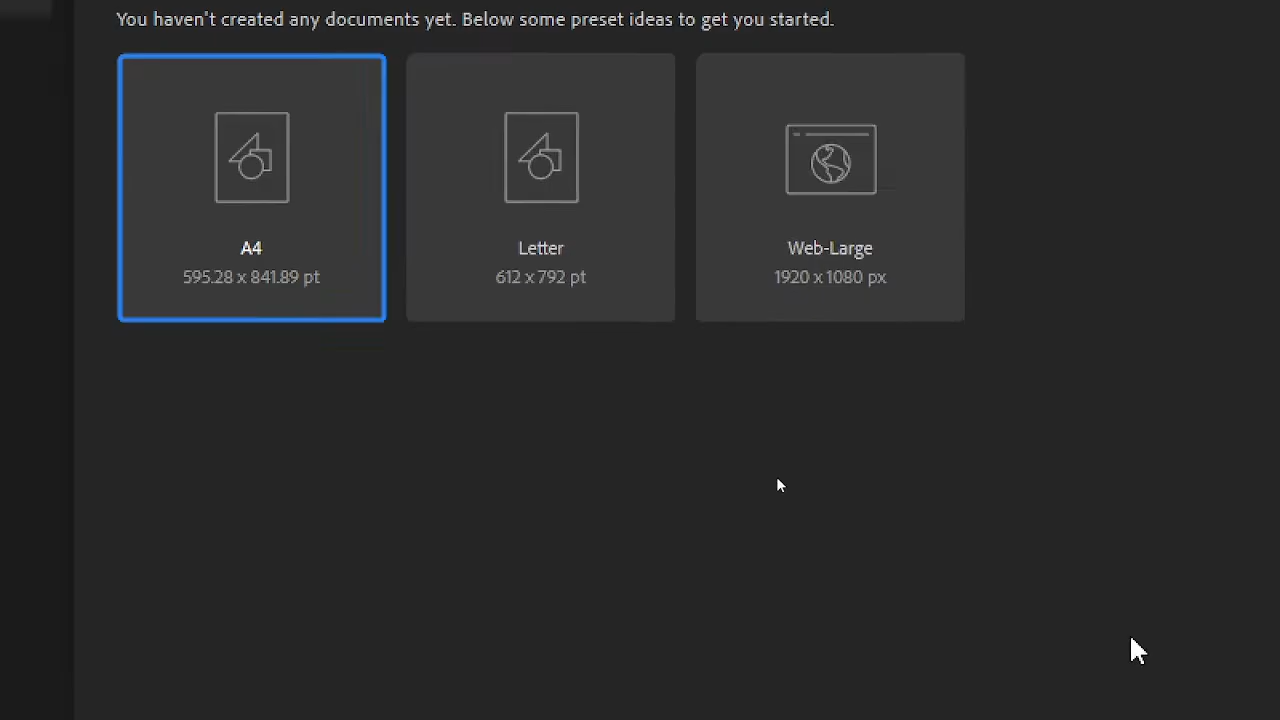 You haven't created any documents yet. Below some preset ideas to get you started.
A4
595.28 x 841.89 pt
Letter
612 x 792 pt
Web-Large
1920 x 1080 px